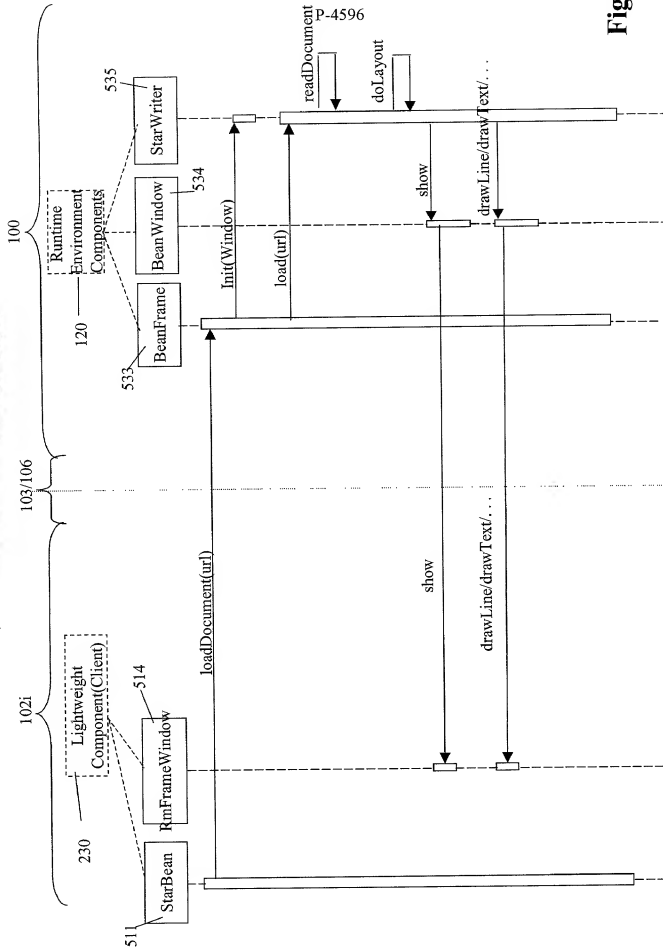 P-4596
102i
103/106
100
Lightweight
Component(Client)
230
Runtime
Environment
Components
120
511
StarBean
514
RmFrameWindow
533
BeanFrame
BeanWindow
534
535
StarWriter
loadDocument(url)
Init(Window)
load(url)
readDocument
doLayout
show
show
drawLine/drawText/...
drawLine/drawText/...
Fig